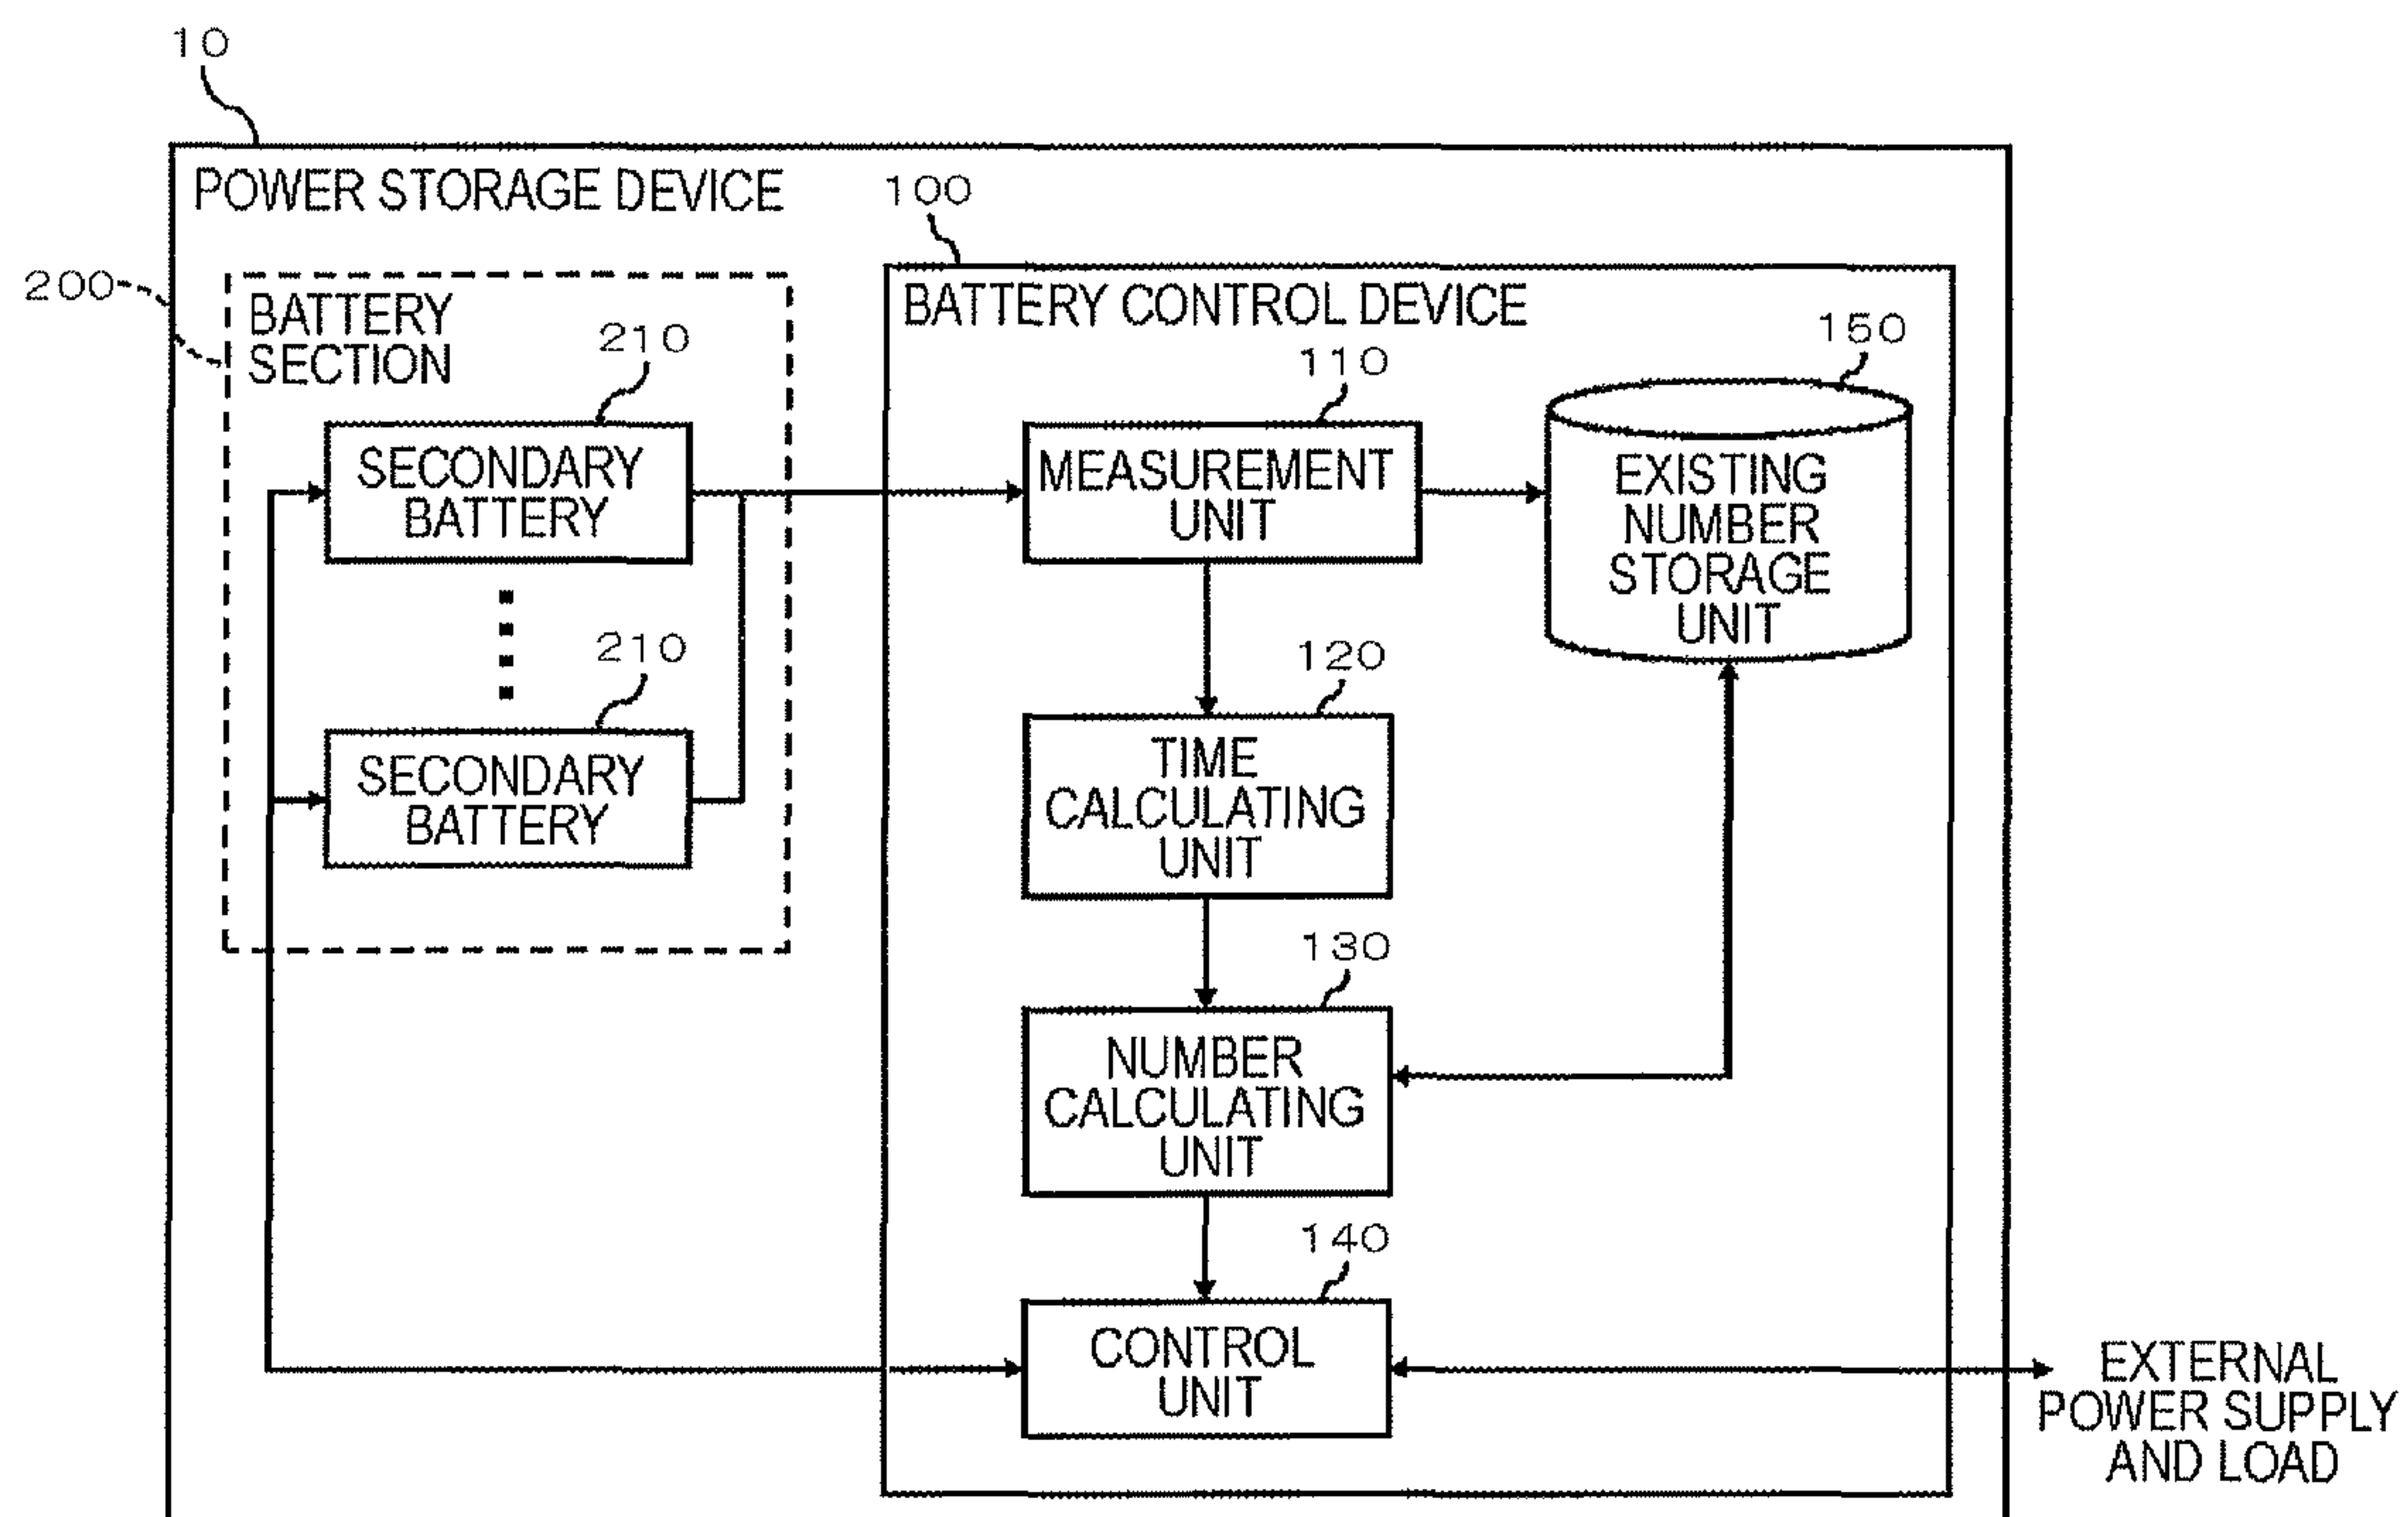 10
POWER STORAGE DEVICE
100
200
BATTERY
SECTION
BATTERY CONTROL DEVICE
210
110
150
SECONDARY
BATTERY
MEASUREMENT
UNIT
EXISTING
NUMBER
STORAGE
UNIT
210
120
SECONDARY
BATTERY
TIME
CALCULATING
UNIT
130
NUMBER
CALCULATING
UNIT
140
CONTROL
UNIT
EXTERNAL
POWER SUPPLY
AND LOAD